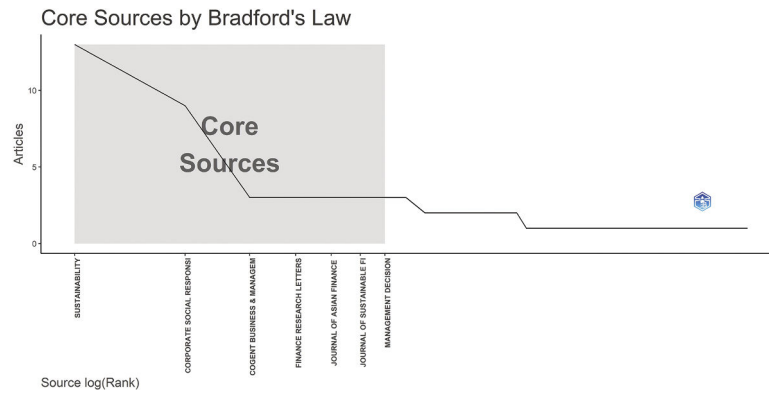 Core Sources by Bradford's Law
Articles
10
5
0
Core
Sources
SUSTAINABILITY
CORPORATE SOCIAL RESPONSI
COGENT BUSINESS & MANAGEM
FINANCE RESEARCH LETTERS
JOURNAL OF ASIAN FINANCE
JOURNAL OF SUSTAINABLE FI
MANAGEMENT DECISION
Source log(Rank)